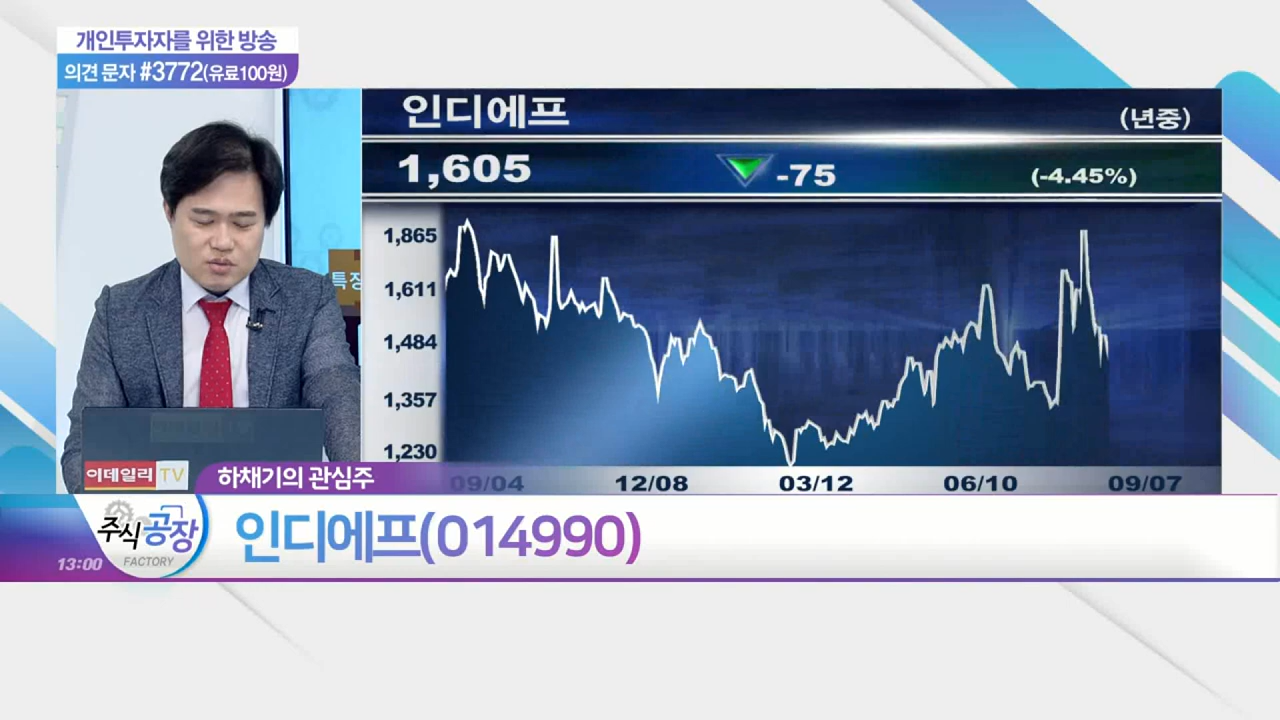 개인투자자를 위한 방송
의견 문자 #3772(유료100원)
인디에프
(년중)
1,605
-75
(-4.45%)
특징
1,865
1,611
1,484
1,357
1,230
09/04
12/08
03/12
06/10
09/07
이데일리 TV
하채기의 관심주
주식공장
FACTORY
13:00
인디에프(014990)